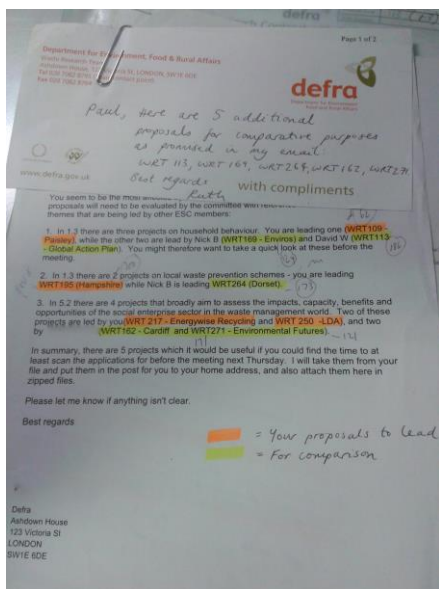 defra
Page 1 of 2
Department for Environment, Food & Rural Affairs
Ashdown House, 123 Victoria St, LONDON, SW1E 6DE
defra
Paul, Here are 5 additional
proposals for comparative purposes
as promised in my email:
WRT 113, WRT 169, WRT 264, WRT 162, WRT 271
Best regards
Ruth
www.defra.gov.uk
with compliments
You seem to be the most
proposals will need to be evaluated by the committee with
themes that are being led by other ESC members:
1. In 1.3 there are three projects on household behaviour. You are leading one (WRT109 -
Paisley), while the other two are lead by Nick B (WRT169 - Enviros) and David W (WRT113
- Global Action Plan). You might therefore want to take a quick look at these before the
meeting.
2. In 1.3 there are 2 projects on local waste prevention schemes - you are leading
WRT185 (Hampshire) while Nick B is leading WRT264 (Dorset).
3. In 5.2 there are 4 projects that broadly aim to assess the impacts, capacity, benefits and
opportunities of the social enterprise sector in the waste management world. Two of these
projects are led by you(WRT 217 - Energywise Recycling and WRT 250 -LDA), and two
by (WRT162 - Cardiff and WRT271 - Environmental Futures).
In summary, there are 5 projects which it would be useful if you could find the time to at
least scan the applications for before the meeting next Thursday. I will take them from your
file and put them in the post for you to your home address, and also attach them here in
zipped files.
Please let me know if anything isn't clear.
Best regards
= Your proposals to lead
= For comparison
Defra
Ashdown House
123 Victoria St
LONDON
SW1E 6DE